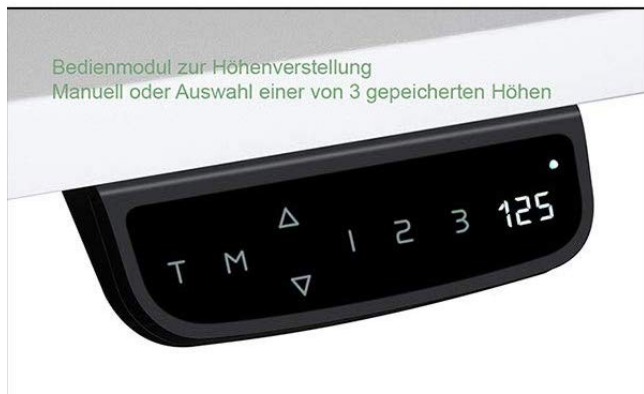 Bedienmodul zur Höhenverstellung
Manuell oder Auswahl einer von 3 gepeicherten Höhen
T M △ ▽ 1 2 3 125